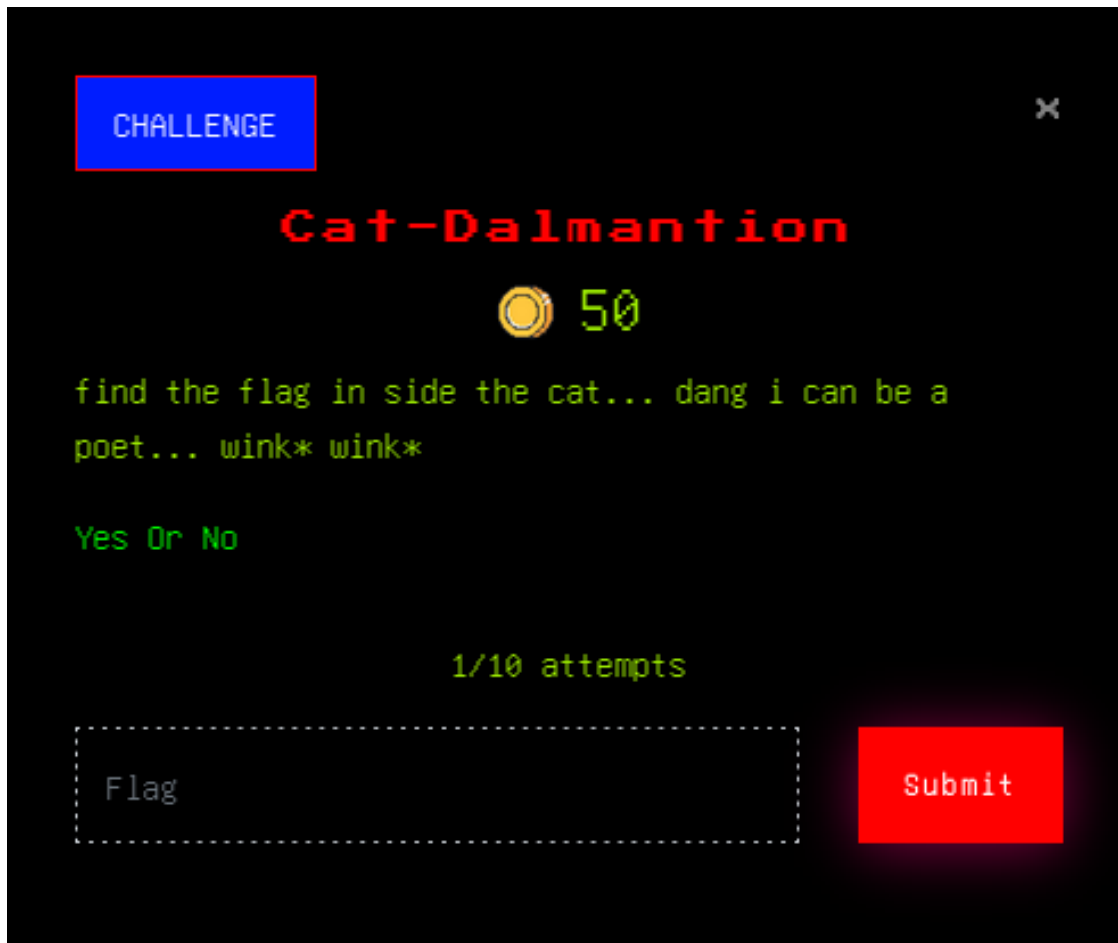 CHALLENGE
×
Cat-Dalmantion
50
find the flag in side the cat... dang i can be a
poet... wink* wink*
Yes Or No
1/10 attempts
Flag
Submit